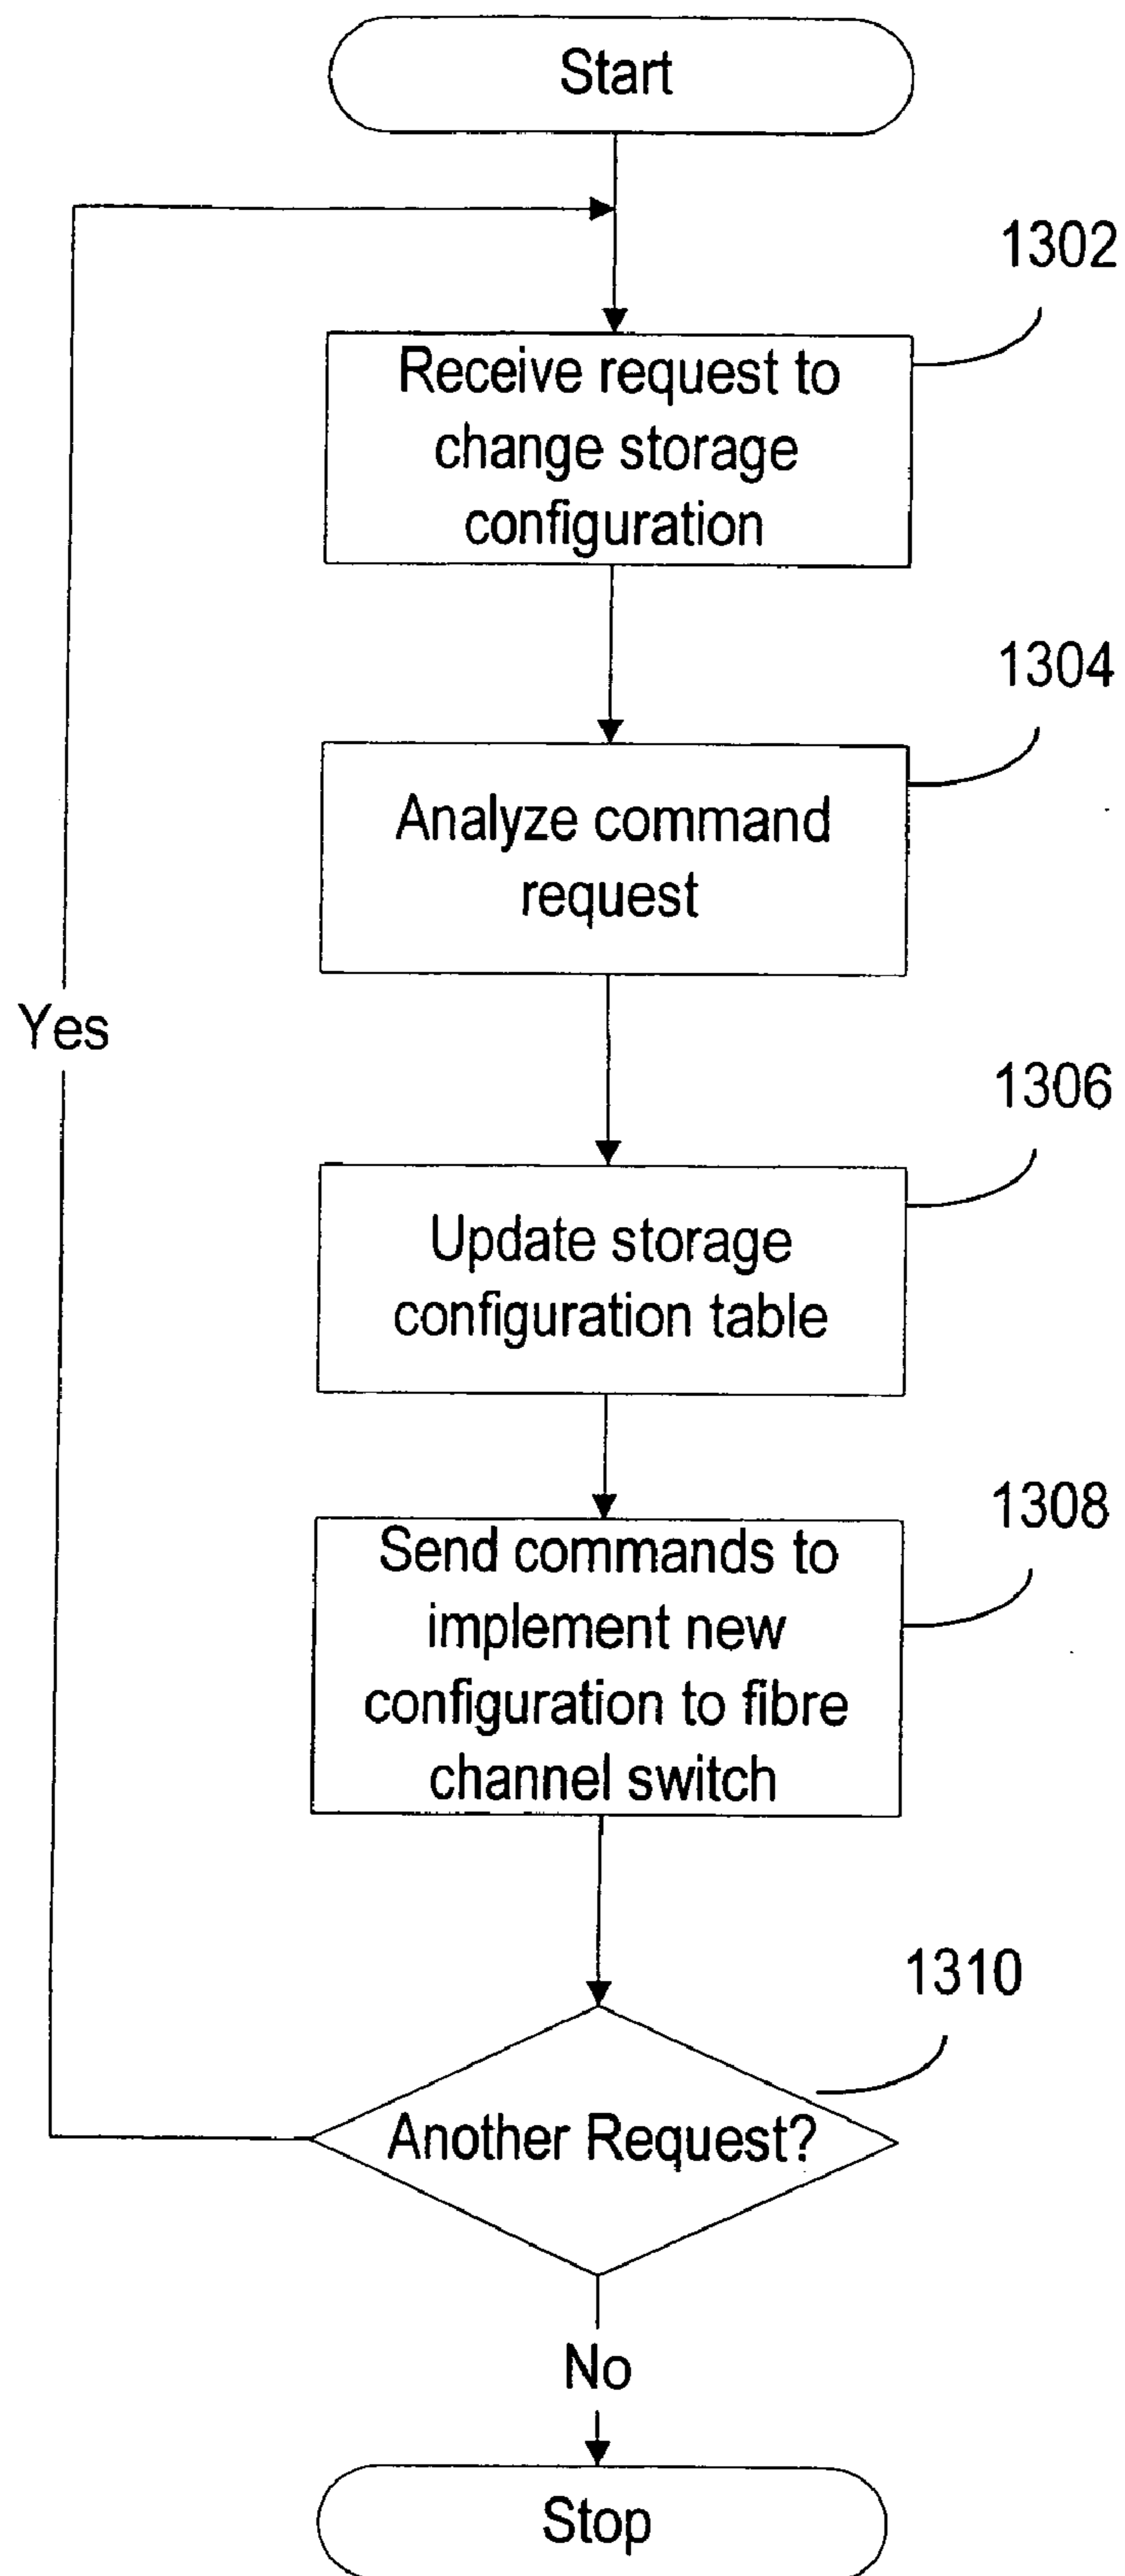 Start
1302
Receive request to
change storage
configuration
1304
Analyze command
request
Yes
1306
Update storage
configuration table
1308
Send commands to
implement new
configuration to fibre
channel switch
1310
Another Request?
No
Stop